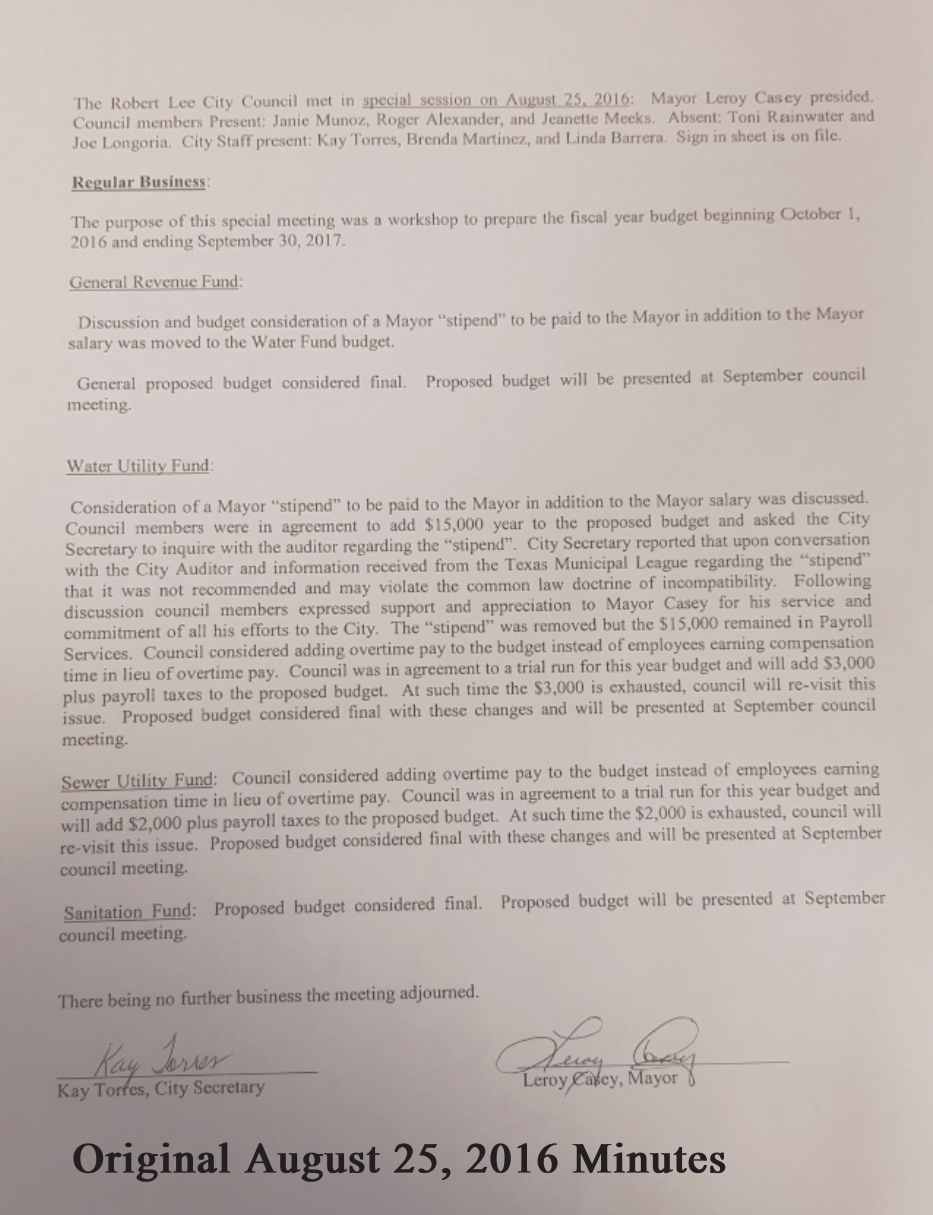 The Robert Lee City Council met in special session on August 25, 2016: Mayor Leroy Casey presided.
Council members Present: Janie Munoz, Roger Alexander, and Jeanette Meeks. Absent: Toni Rainwater and
Joe Longoria. City Staff present: Kay Torres, Brenda Martinez, and Linda Barrera. Sign in sheet is on file.
Regular Business:
The purpose of this special meeting was a workshop to prepare the fiscal year budget beginning October 1,
2016 and ending September 30, 2017.
General Revenue Fund:
Discussion and budget consideration of a Mayor “stipend” to be paid to the Mayor in addition to the Mayor
salary was moved to the Water Fund budget.
General proposed budget considered final. Proposed budget will be presented at September council
meeting.
Water Utility Fund:
Consideration of a Mayor “stipend” to be paid to the Mayor in addition to the Mayor salary was discussed.
Council members were in agreement to add $15,000 year to the proposed budget and asked the City
Secretary to inquire with the auditor regarding the “stipend”. City Secretary reported that upon conversation
with the City Auditor and information received from the Texas Municipal League regarding the “stipend”
that it was not recommended and may violate the common law doctrine of incompatibility. Following
discussion council members expressed support and appreciation to Mayor Casey for his service and
commitment of all his efforts to the City. The “stipend” was removed but the $15,000 remained in Payroll
Services. Council considered adding overtime pay to the budget instead of employees earning compensation
time in lieu of overtime pay. Council was in agreement to a trial run for this year budget and will add $3,000
plus payroll taxes to the proposed budget. At such time the $3,000 is exhausted, council will re-visit this
issue. Proposed budget considered final with these changes and will be presented at September council
meeting.
Sewer Utility Fund: Council considered adding overtime pay to the budget instead of employees earning
compensation time in lieu of overtime pay. Council was in agreement to a trial run for this year budget and
will add $2,000 plus payroll taxes to the proposed budget. At such time the $2,000 is exhausted, council will
re-visit this issue. Proposed budget considered final with these changes and will be presented at September
council meeting.
Sanitation Fund: Proposed budget considered final. Proposed budget will be presented at September
council meeting.
There being no further business the meeting adjourned.
Kay Torres
Leroy Casey
Kay Torres, City Secretary
Leroy Casey, Mayor
Original August 25, 2016 Minutes